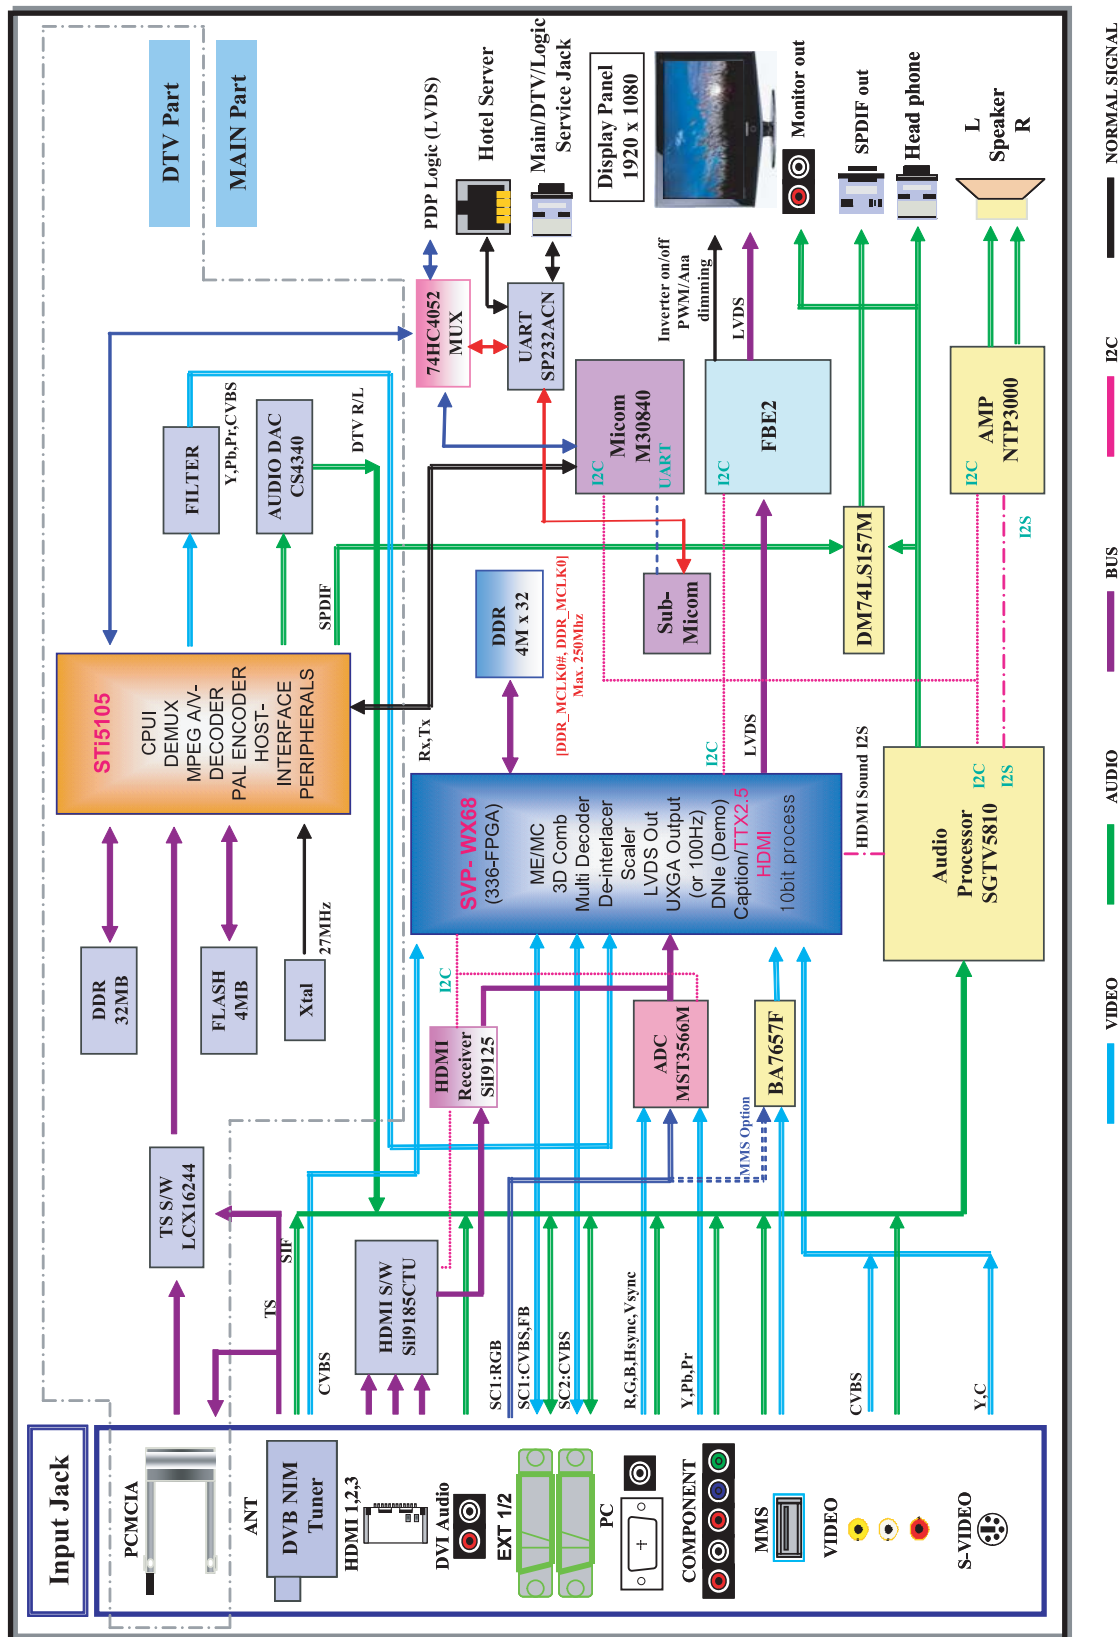 Input Jack
PCMCIA
ANT
DVB NIM
Tuner
HDMI 1,2,3
DVI Audio
EXT 1/2
PC
COMPONENT
MMS
VIDEO
S-VIDEO
DTV Part
MAIN Part
TS S/W
LCX16244
TS
SIF
CVBS
HDMI S/W
SiI9185CTU
SC1:RGB
SC1:CVBS,FB
SC2:CVBS
R,G,B,Hsync,Vsync
Y,Pb,Pr
CVBS
Y,C
DDR
32MB
FLASH
4MB
Xtal
27MHz
HDMI
Receiver
SiI9125
I2C
ADC
MST3566M
MMS Option
BA7657F
STi5105
CPUI
DEMUX
MPEG A/V-
DECODER
PAL ENCODER
HOST-
INTERFACE
PERIPHERALS
SVP- WX68
(336-FPGA)
ME/MC
3D Comb
Multi Decoder
De-interlacer
Scaler
LVDS Out
UXGA Output
(or 100Hz)
DNIe (Demo)
Caption/TTX2.5
HDMI
10bit process
HDMI Sound I2S
Audio
Processor
SGTV5810
I2C
I2S
FILTER
Y,Pb,Pr,CVBS
AUDIO DAC
CS4340
DTV R/L
SPDIF
Rx,Tx
DDR
4M x 32
[DDR_MCLK0#, DDR_MCLK0]
Max. 250Mhz
Sub-
Micom
I2C
LVDS
DM74LS157M
74HC4052
MUX
UART
SP232ACN
Micom
M30840
I2C
UART
FBE2
I2C
AMP
NTP3000
I2C
I2S
PDP Logic (LVDS)
Hotel Server
Main/DTV/Logic
Service Jack
Display Panel
1920 x 1080
Inverter on/off
PWM/Ana
dimming
LVDS
Monitor out
SPDIF out
Head phone
L
Speaker
R
VIDEO
AUDIO
BUS
I2C
NORMAL SIGNAL